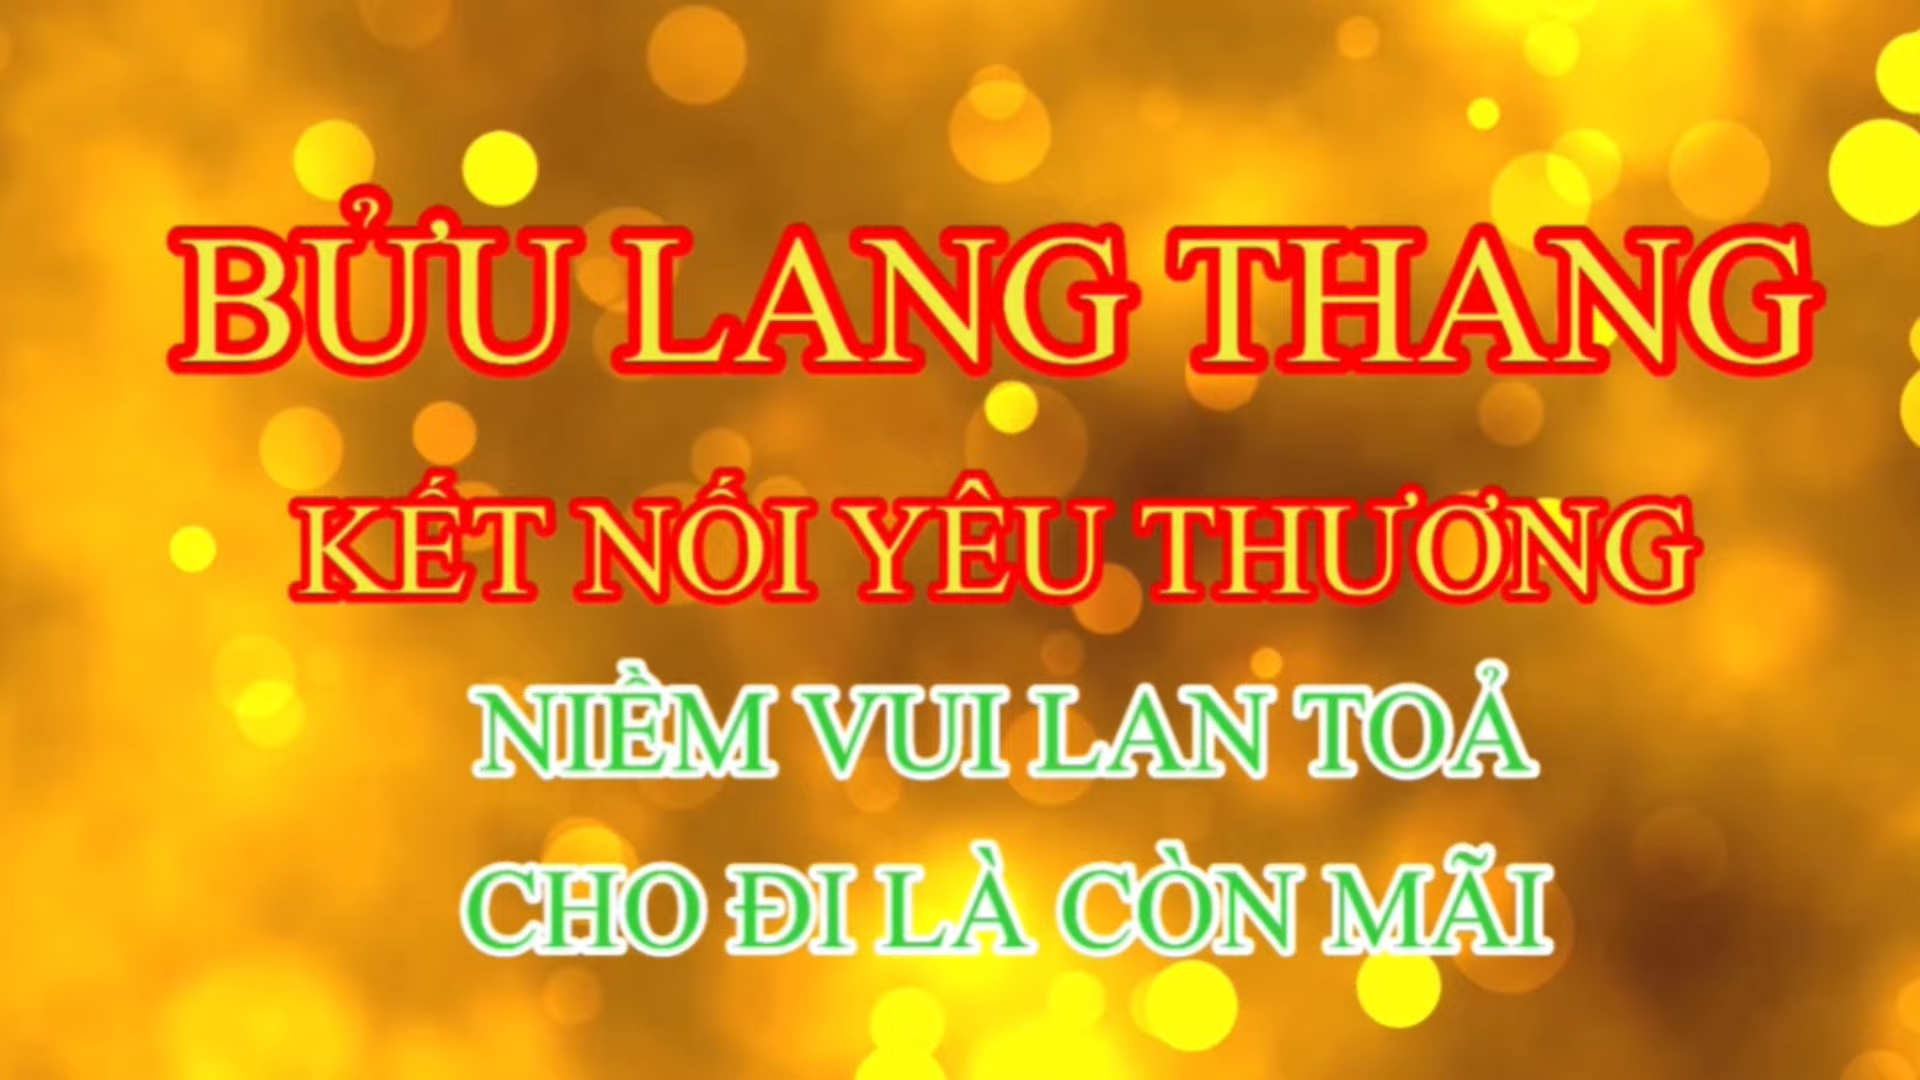 BỬU LANG THANG
KẾT NỐI YÊU THƯƠNG
NIỀM VUI LAN TOẢ
CHO ĐI LÀ CÒN MÃI